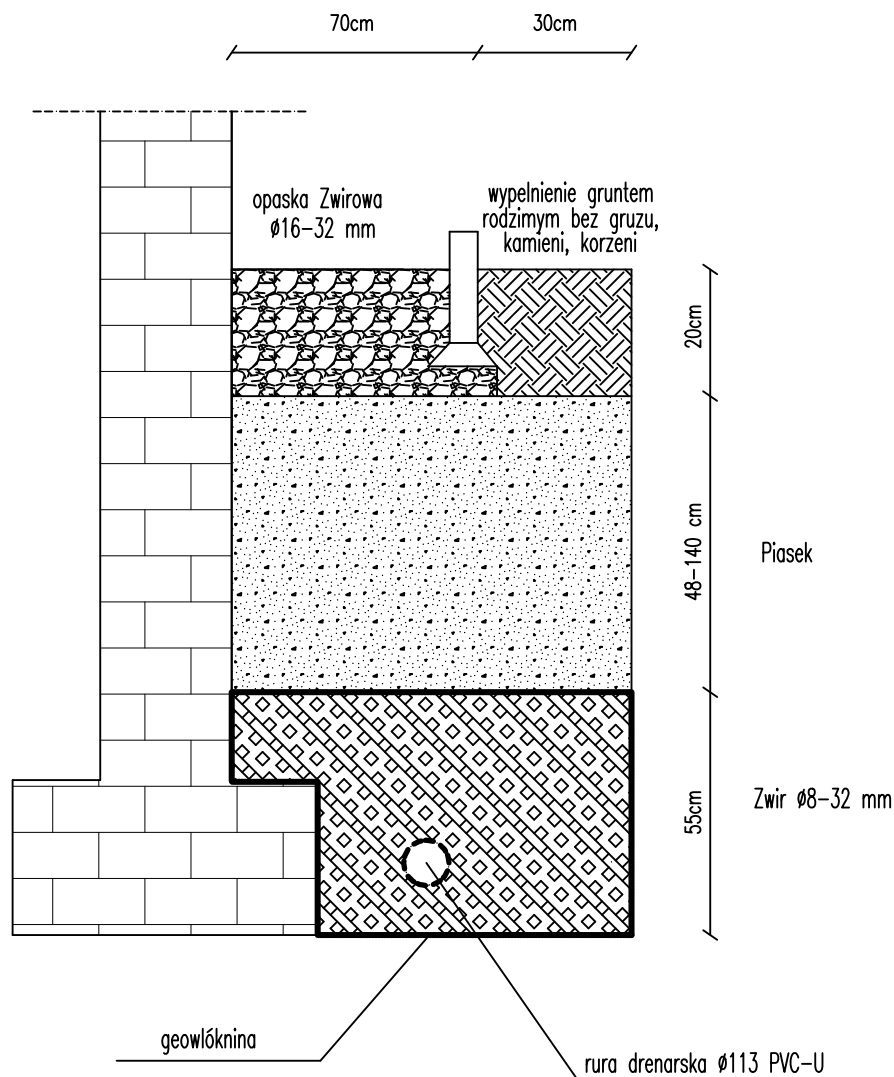 70cm
30cm
opaska Zwirowa
ø16-32 mm
wypelnienie gruntem
rodzimym bez gruzu,
kamieni, korzeni
20cm
48-140 cm
Piasek
55cm
Zwir ø8-32 mm
geowlóknina
rura drenarska ø113 PVC-U